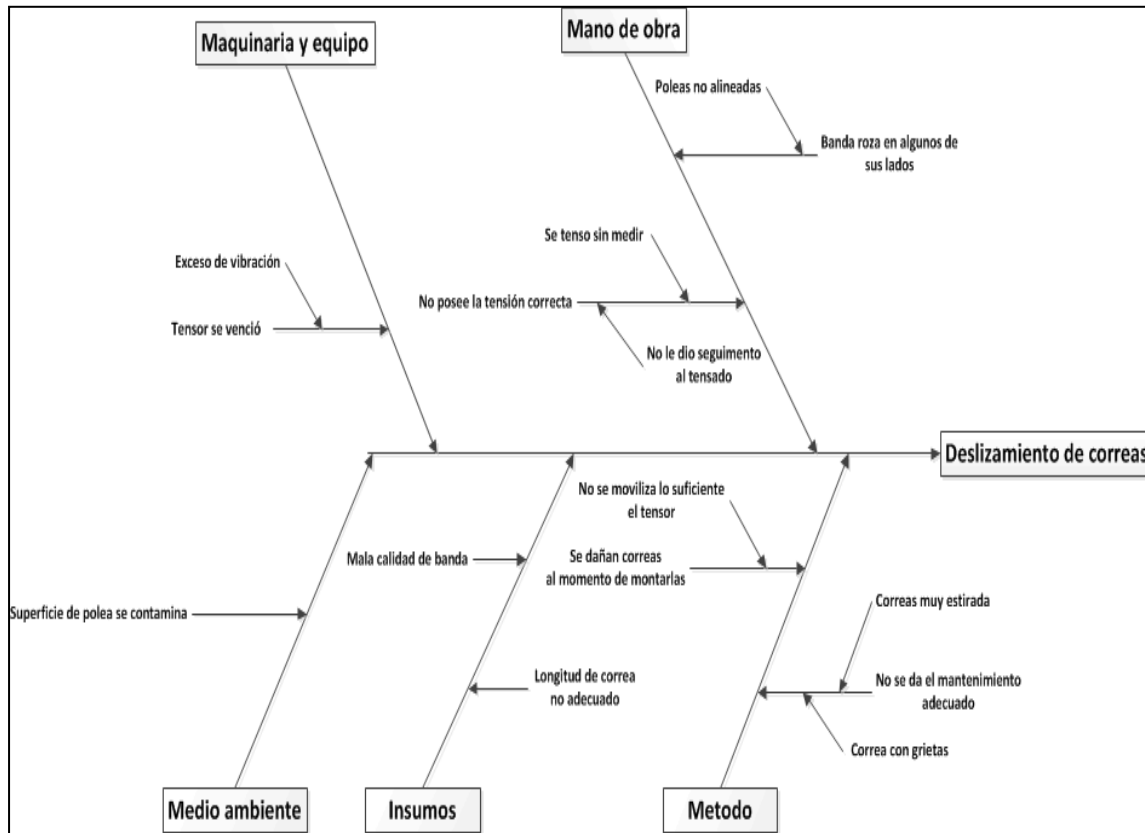 Maquinaria y equipo
Mano de obra
Poleas no alineadas
Banda roza en algunos de
sus lados
Exceso de vibración
Tensor se venció
Se tenso sin medir
No posee la tensión correcta
No le dio seguimento
al tensado
Deslizamiento de correas
No se moviliza lo suficiente
el tensor
Mala calidad de banda
Se dañan correas
al momento de montarlas
Superficie de polea se contamina
Correas muy estirada
Longitud de correa
no adecuado
No se da el mantenimiento
adecuado
Correa con grietas
Medio ambiente
Insumos
Metodo